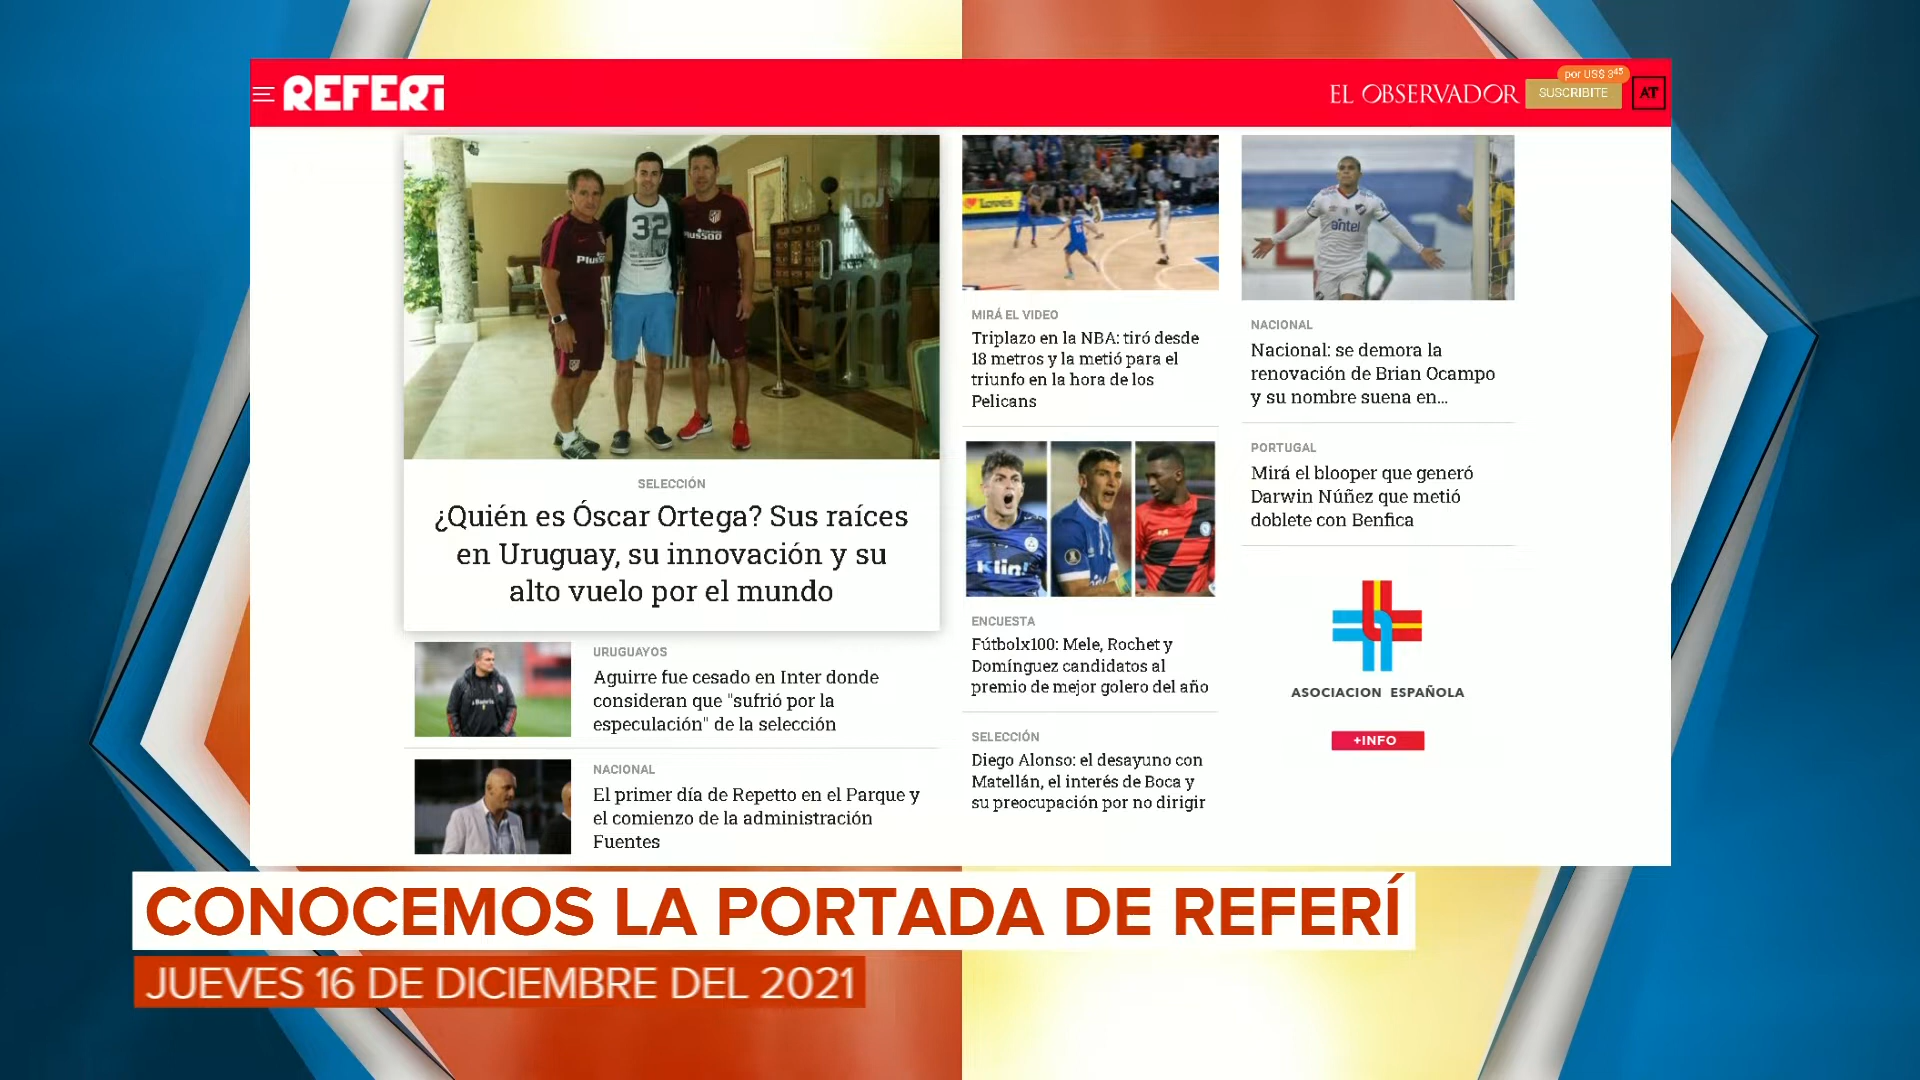 REFERÍ
EL OBSERVADOR
por US$ 3⁴⁵
SUSCRIBITE
AT
32
Plus500
SELECCIÓN
¿Quién es Óscar Ortega? Sus raíces
en Uruguay, su innovación y su
alto vuelo por el mundo
URUGUAYOS
Aguirre fue cesado en Inter donde
consideran que "sufrió por la
especulación" de la selección
NACIONAL
El primer día de Repetto en el Parque y
el comienzo de la administración
Fuentes
Love's
MIRÁ EL VIDEO
Triplazo en la NBA: tiró desde
18 metros y la metió para el
triunfo en la hora de los
Pelicans
Klin!
ENCUESTA
Fútbolx100: Mele, Rochet y
Domínguez candidatos al
premio de mejor golero del año
SELECCIÓN
Diego Alonso: el desayuno con
Matellán, el interés de Boca y
su preocupación por no dirigir
antel
NACIONAL
Nacional: se demora la
renovación de Brian Ocampo
y su nombre suena en...
PORTUGAL
Mirá el blooper que generó
Darwin Núñez que metió
doblete con Benfica
ASOCIACION ESPAÑOLA
+INFO
CONOCEMOS LA PORTADA DE REFERÍ
JUEVES 16 DE DICIEMBRE DEL 2021